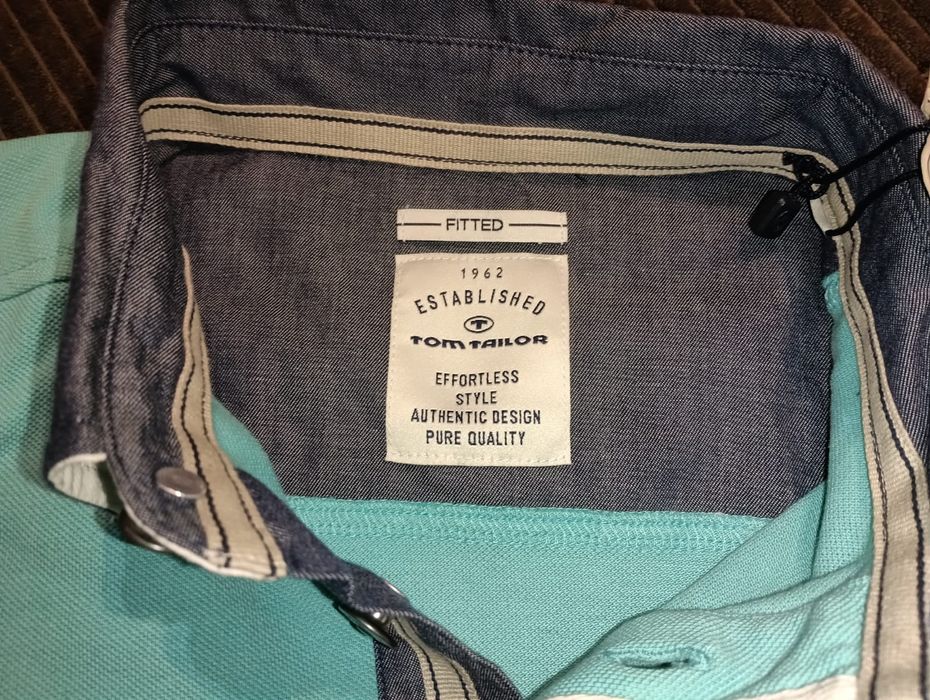 FITTED
1962
ESTABLISHED
T
TOM TAILOR
EFFORTLESS
STYLE
AUTHENTIC DESIGN
PURE QUALITY